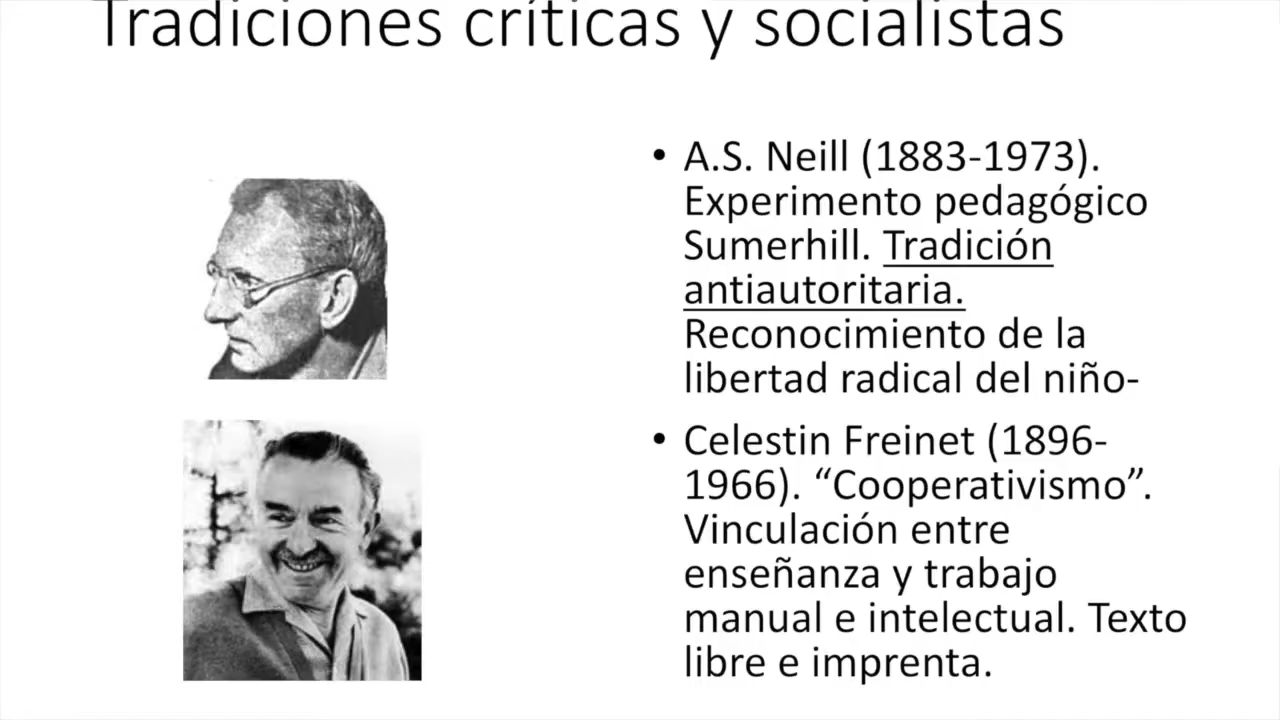 Tradiciones críticas y socialistas
• A.S. Neill (1883-1973).
Experimento pedagógico
Sumerhill. Tradición
antiautoritaria.
Reconocimiento de la
libertad radical del niño-
• Celestin Freinet (1896-
1966). “Cooperativismo”.
Vinculación entre
enseñanza y trabajo
manual e intelectual. Texto
libre e imprenta.